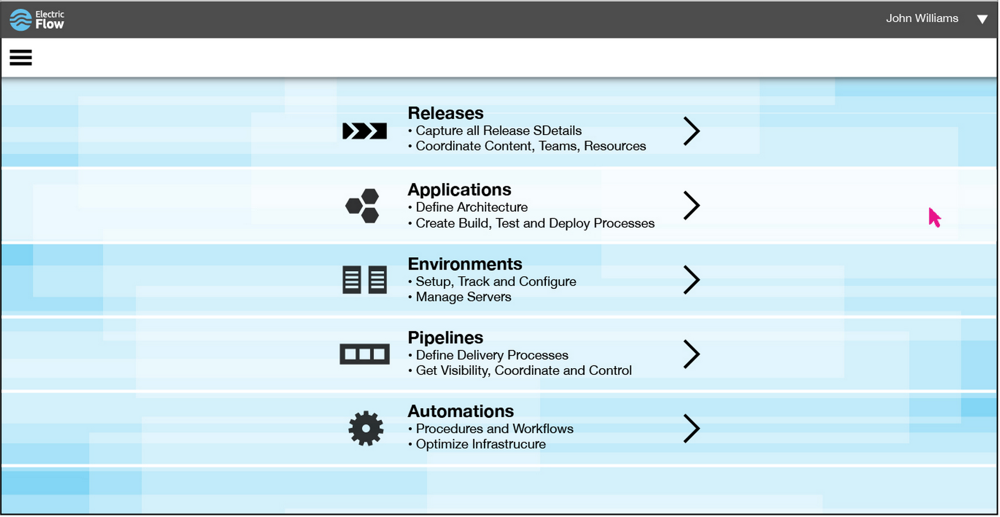 Electric
Flow
John Williams
Releases
• Capture all Release SDetails
• Coordinate Content, Teams, Resources
Applications
• Define Architecture
• Create Build, Test and Deploy Processes
Environments
• Setup, Track and Configure
• Manage Servers
Pipelines
• Define Delivery Processes
• Get Visibility, Coordinate and Control
Automations
• Procedures and Workflows
• Optimize Infrastrucure